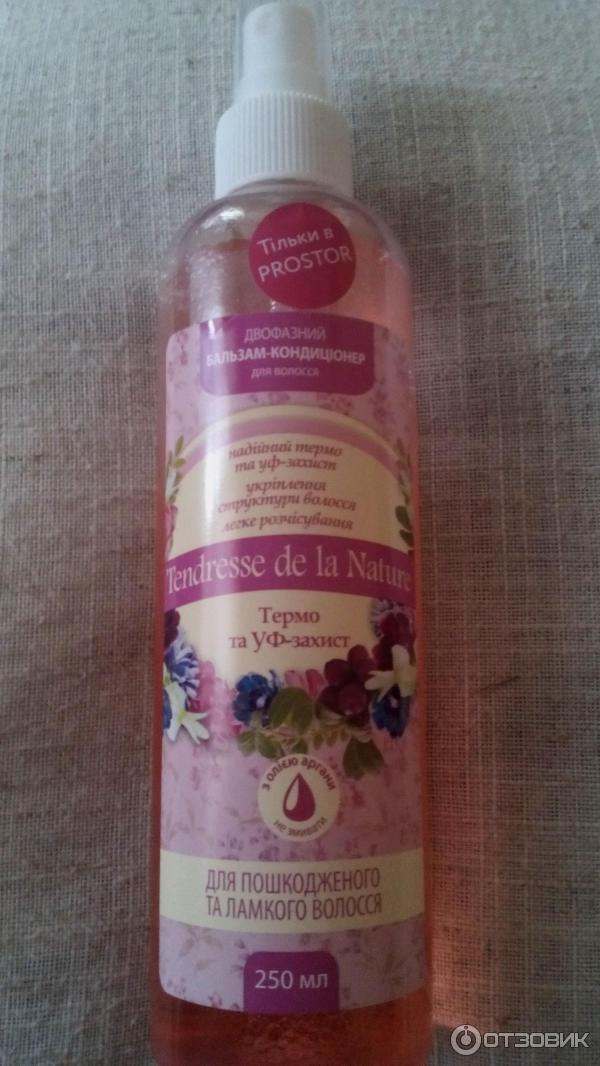 Тільки в
PROSTOR
ДВОФАЗНИЙ
БАЛЬЗАМ-КОНДИЦІОНЕР
ДЛЯ ВОЛОССЯ
надійний термо
та уф-захист
укріплення
структури волосся
легке розчісування
Tendresse de la Nature
Термо
та УФ-захист
з олією аргани
не змивати
ДЛЯ ПОШКОДЖЕНОГО
ТА ЛАМКОГО ВОЛОССЯ
250 мл
ОТЗОВИК